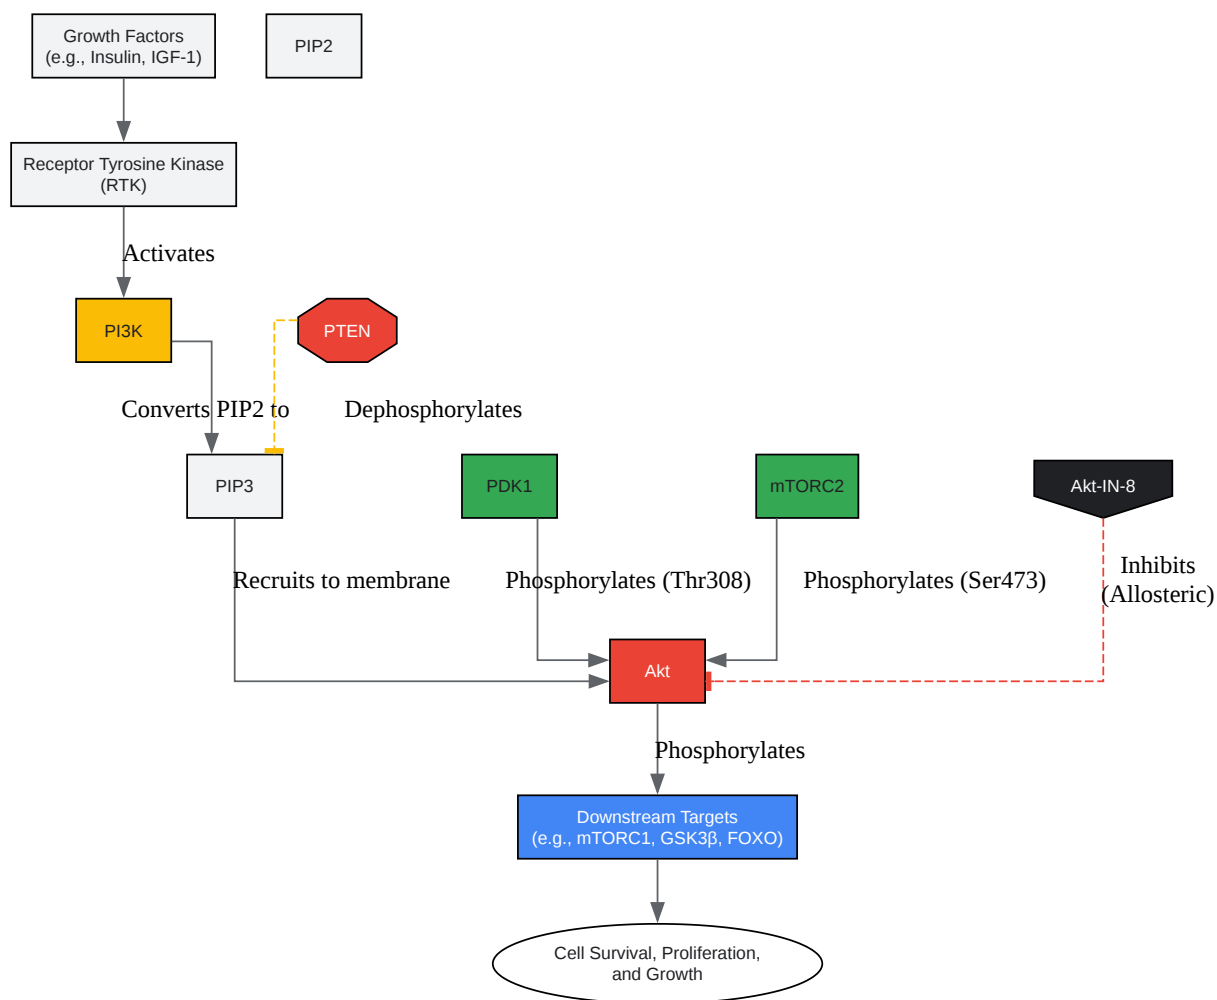 Growth Factors
(e.g., Insulin, IGF-1)
PIP2
Receptor Tyrosine Kinase
(RTK)
Activates
PI3K
PTEN
Converts PIP2 to
Dephosphorylates
PIP3
PDK1
mTORC2
Akt-IN-8
Recruits to membrane
Phosphorylates (Thr308)
Phosphorylates (Ser473)
Inhibits
(Allosteric)
Akt
Phosphorylates
Downstream Targets
(e.g., mTORC1, GSK3β, FOXO)
Cell Survival, Proliferation,
and Growth